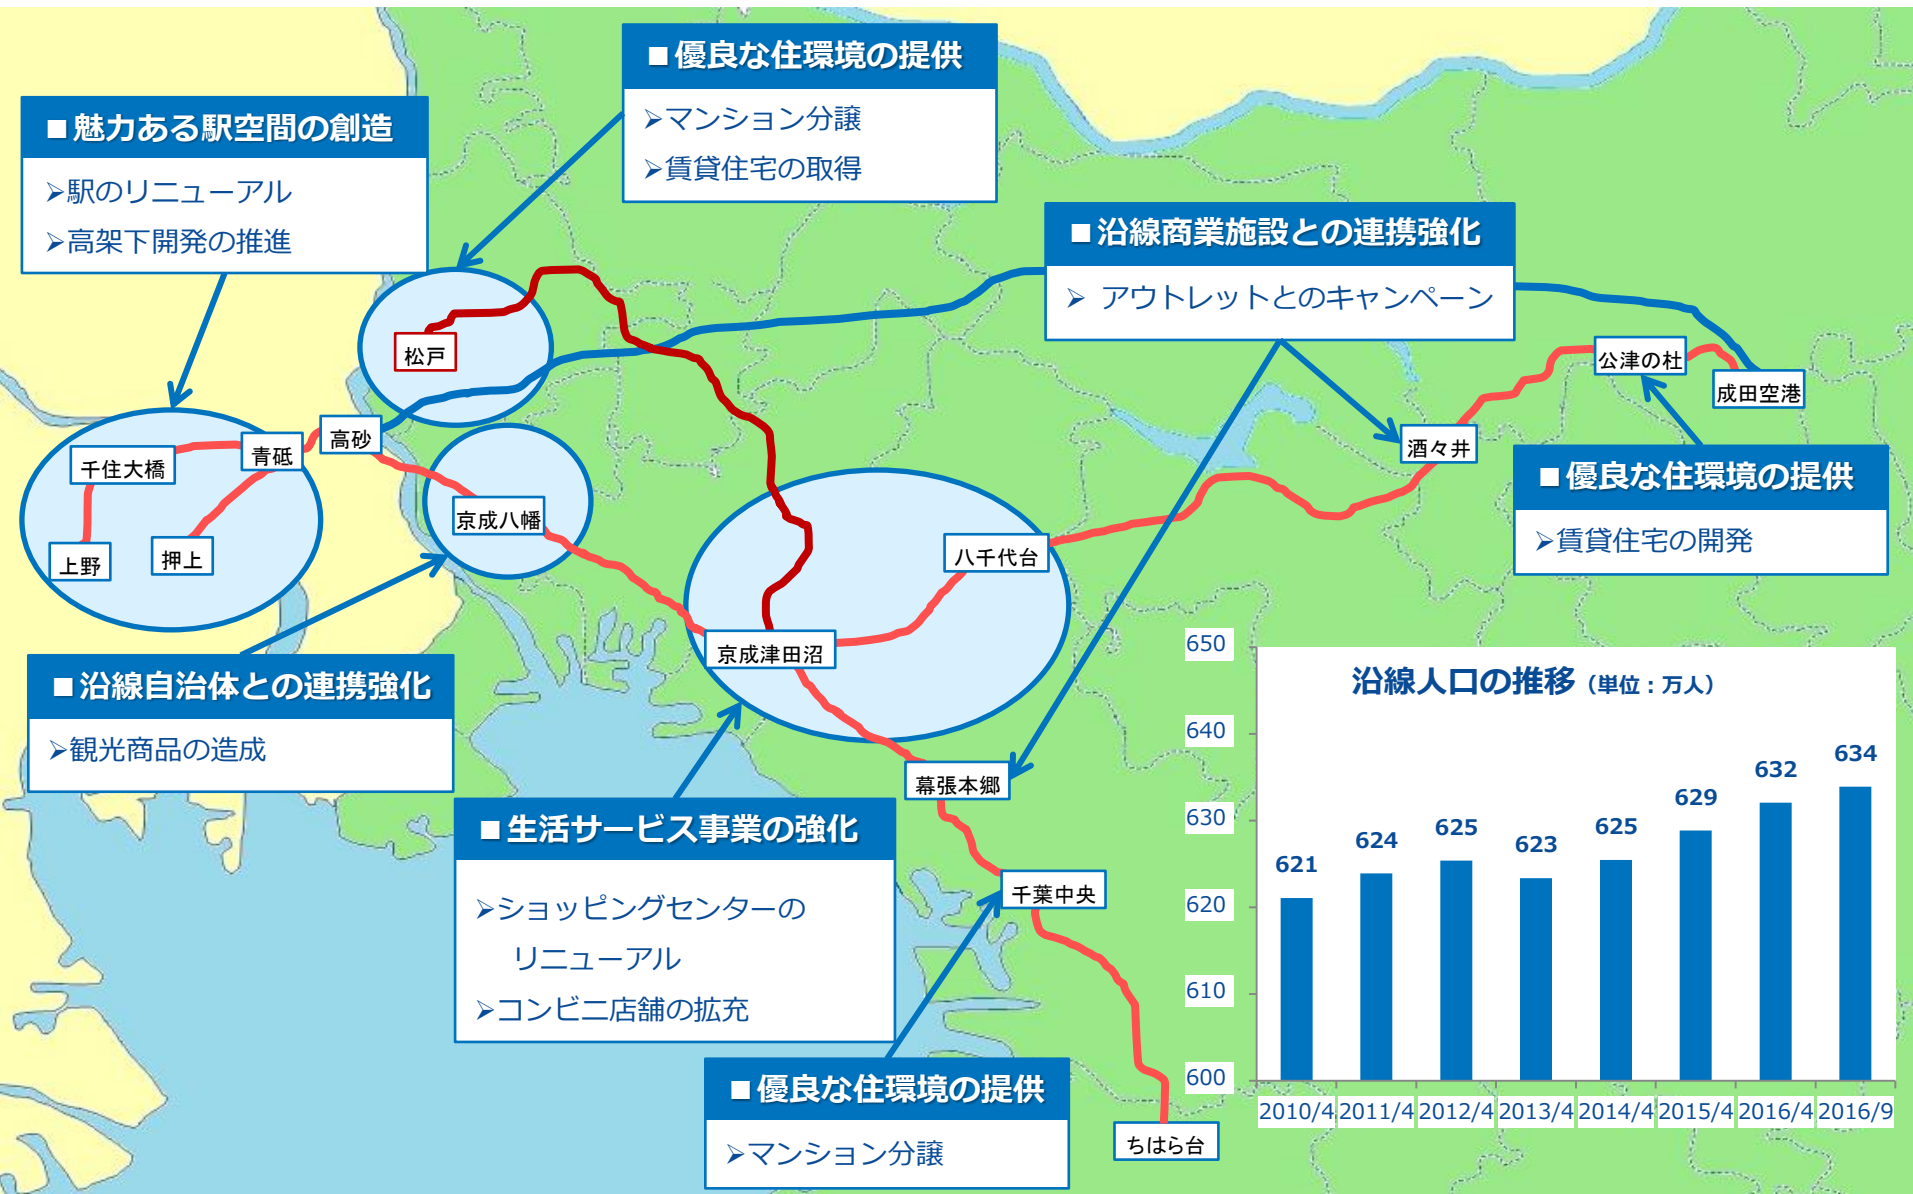 ■優良な住環境の提供
➢マンション分譲
➢賃貸住宅の取得
■魅力ある駅空間の創造
➢駅のリニューアル
➢高架下開発の推進
■沿線商業施設との連携強化
➢ アウトレットとのキャンペーン
松戸
公津の杜
成田空港
高砂
青砥
千住大橋
酒々井
京成八幡
上野
押上
八千代台
■優良な住環境の提供
➢賃貸住宅の開発
京成津田沼
■沿線自治体との連携強化
➢観光商品の造成
幕張本郷
■生活サービス事業の強化
➢ショッピングセンターの
リニューアル
➢コンビニ店舗の拡充
千葉中央
■優良な住環境の提供
➢マンション分譲
ちはら台
沿線人口の推移（単位：万人）
650
640
630
620
610
600
621
624
625
623
625
629
632
634
2010/4 2011/4 2012/4 2013/4 2014/4 2015/4 2016/4 2016/9